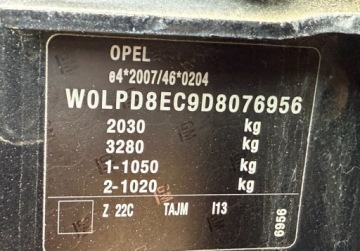 OPEL
e4*2007/46*0204
W0LPD8EC9D8076956
2030 kg
3280 kg
1-1050 kg
2-1020 kg
Z 22C TAJM I13
6956